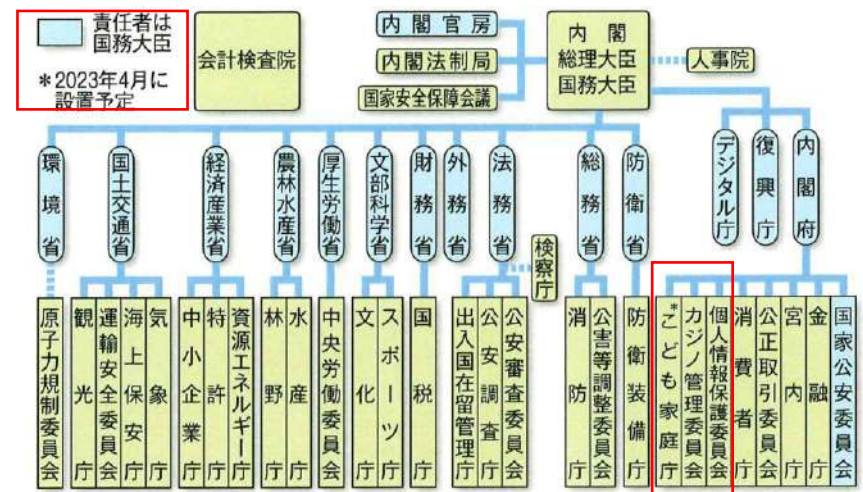 責任者は
国務大臣
*2023年4月に
設置予定
会計検査院
内閣官房
内閣法制局
国家安全保障会議
内閣
総理大臣
国務大臣
人事院
環境省
国土交通省
経済産業省
農林水産省
厚生労働省
文部科学省
財務省
外務省
法務省
総務省
防衛省
デジタル庁
復興庁
内閣府
検察庁
原子力規制委員会
観光庁
運輸安全委員会
海上保安庁
気象庁
中小企業庁
特許庁
資源エネルギー庁
林野庁
水産庁
中央労働委員会
文化庁
スポーツ庁
国税庁
出入国在留管理庁
公安調査庁
公安審査委員会
消防庁
公害等調整委員会
防衛装備庁
*こども家庭庁
カジノ管理委員会
個人情報保護委員会
消費者庁
公正取引委員会
宮内庁
金融庁
国家公安委員会